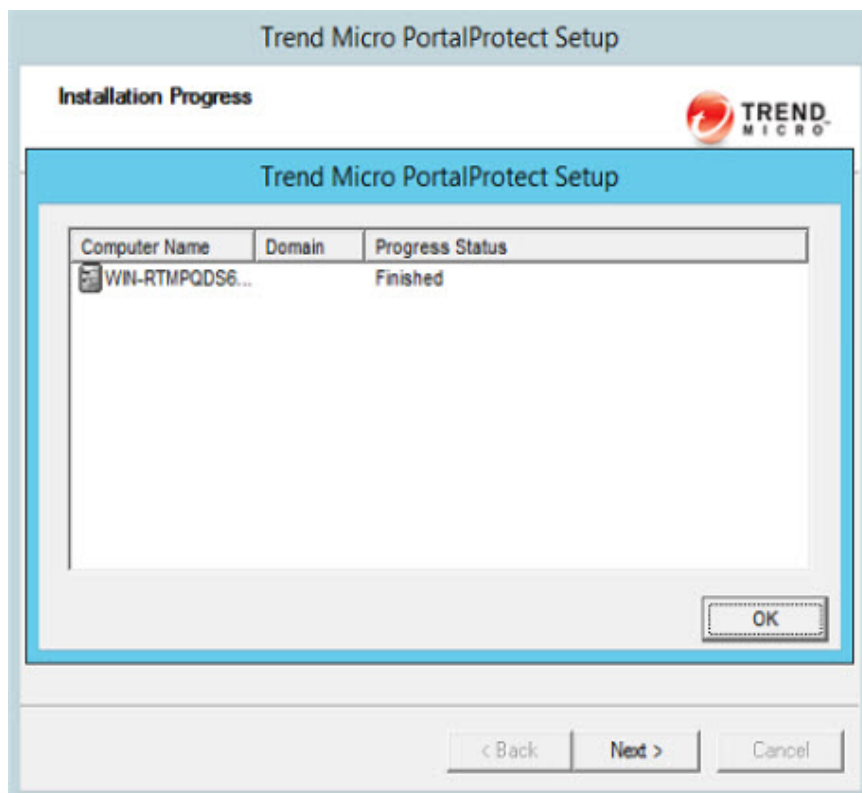 Trend Micro PortalProtect Setup
Installation Progress
TREND
MICRO
Trend Micro PortalProtect Setup
Computer Name Domain Progress Status
WIN-RTMPQDS6... Finished
OK
< Back Next > Cancel